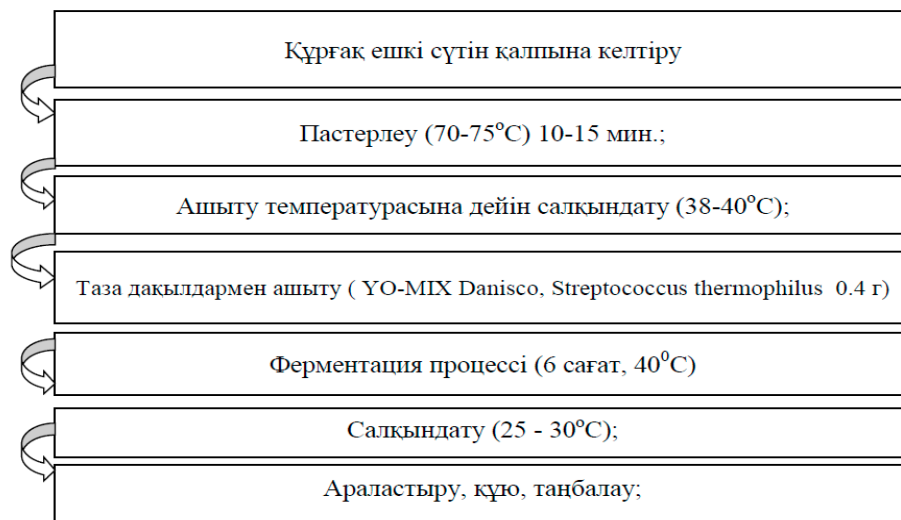 Құрғақ ешкі сүтін қалпына келтіру
Пастерлеу (70-75°С) 10-15 мин.;
Ашыту температурасына дейін салқындату (38-40°С);
Таза дақылдармен ашыту ( YO-MIX Danisco, Streptococcus thermophilus 0.4 г)
Ферментация процессі (6 сағат, 40⁰С)
Салқындату (25 - 30°С);
Араластыру, құю, таңбалау;